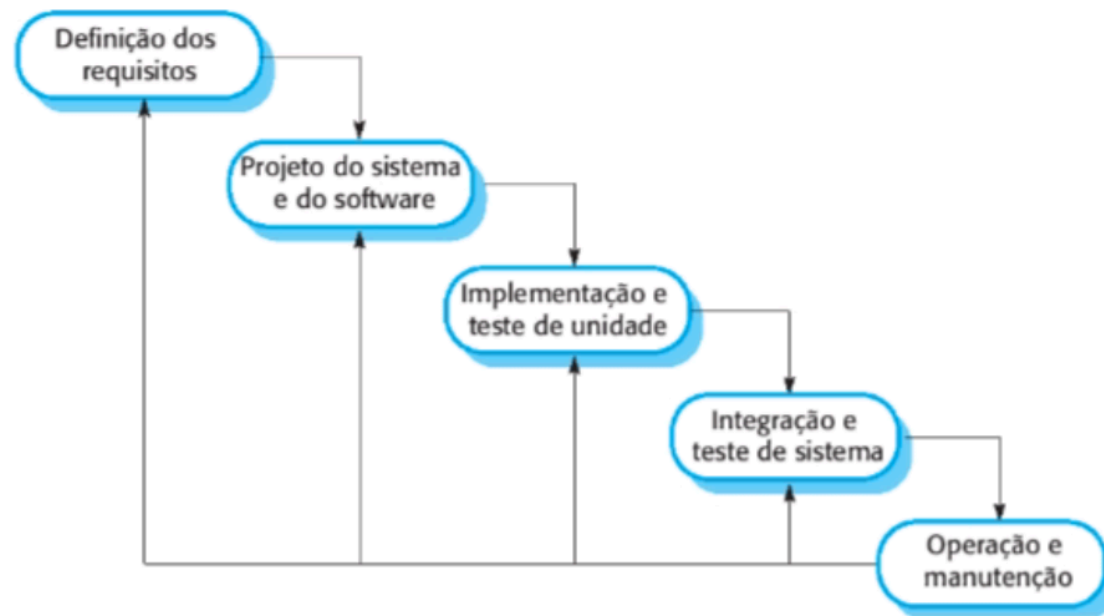 Definição dos
requisitos
Projeto do sistema
e do software
Implementação e
teste de unidade
Integração e
teste de sistema
Operação e
manutenção